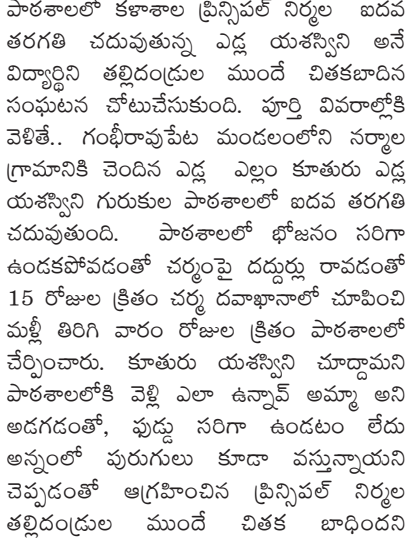 పాఠశాలలో కళాశాల ప్రిన్సిపల్ నిర్మల ఐదవ
తరగతి చదువుతున్న ఎడ్ల యశస్విని అనే
విద్యార్థిని తల్లిదండ్రుల ముందే చితకబాదిన
సంఘటన చోటుచేసుకుంది. పూర్తి వివరాల్లోకి
వెళితే.. గంభీరావుపేట మండలంలోని నర్మాల
గ్రామానికి చెందిన ఎడ్ల ఎల్లం కూతురు ఎడ్ల
యశస్విని గురుకుల పాఠశాలలో ఐదవ తరగతి
చదువుతుంది. పాఠశాలలో భోజనం సరిగా
ఉండకపోవడంతో చర్మంపై దద్దుర్లు రావడంతో
15 రోజుల క్రితం చర్మ దవాఖానాలో చూపించి
మళ్లీ తిరిగి వారం రోజుల క్రితం పాఠశాలలో
చేర్పించారు. కూతురు యశస్విని చూద్దామని
పాఠశాలలోకి వెళ్లి ఎలా ఉన్నావ్ అమ్మా అని
అడగడంతో, ఫుడ్డు సరిగా ఉండటం లేదు
అన్నంలో పురుగులు కూడా వస్తున్నాయని
చెప్పడంతో ఆగ్రహించిన ప్రిన్సిపల్ నిర్మల
తల్లిదండ్రుల ముందే చితక బాధిందని